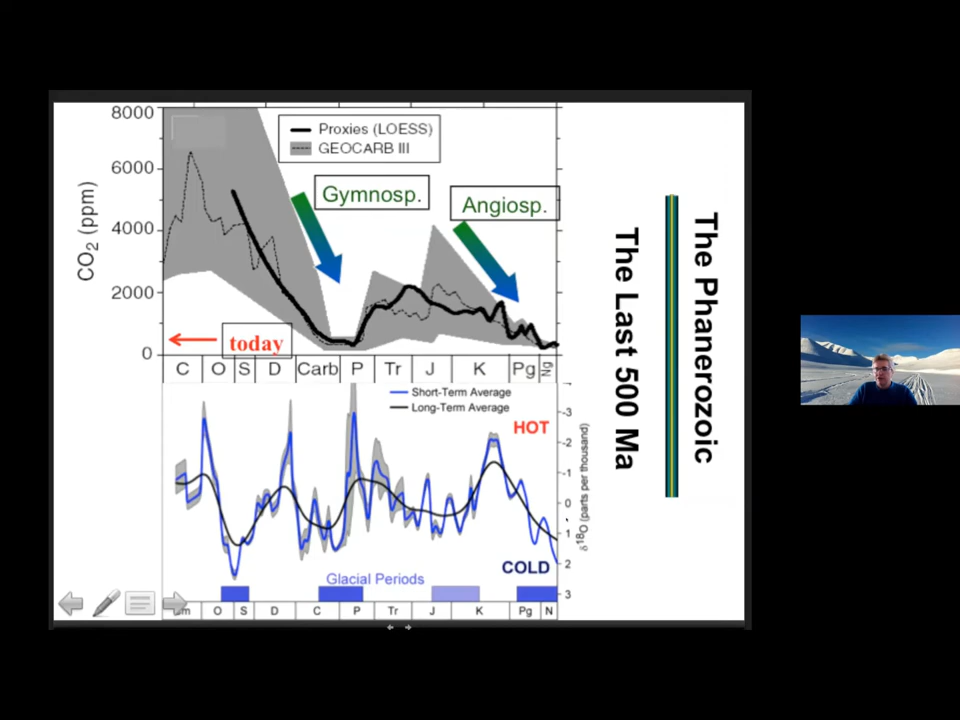 8000
6000
4000
2000
0
CO2 (ppm)
Proxies (LOESS)
GEOCARB III
Gymnosp.
Angiosp.
today
C O S D Carb P Tr J K Pg Ng
Short-Term Average
Long-Term Average
HOT
COLD
Glacial Periods
-3
-2
-1
0
1
2
3
δ18O (parts per thousand)
O S D C P Tr J K Pg N
The Phanerozoic
The Last 500 Ma